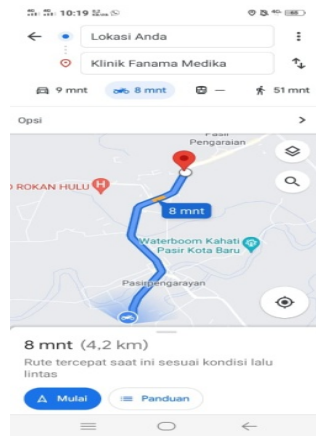 10:19
Lokasi Anda
Klinik Fanama Medika
9 mnt
8 mnt
—
51 mnt
Opsi
Pasir
Pengaraian
ROKAN HULU
H
8 mnt
Waterboom Kahati
Pasir Kota Baru
Pasirpengarayan
8 mnt (4,2 km)
Rute tercepat saat ini sesuai kondisi lalu
lintas
Mulai
Panduan